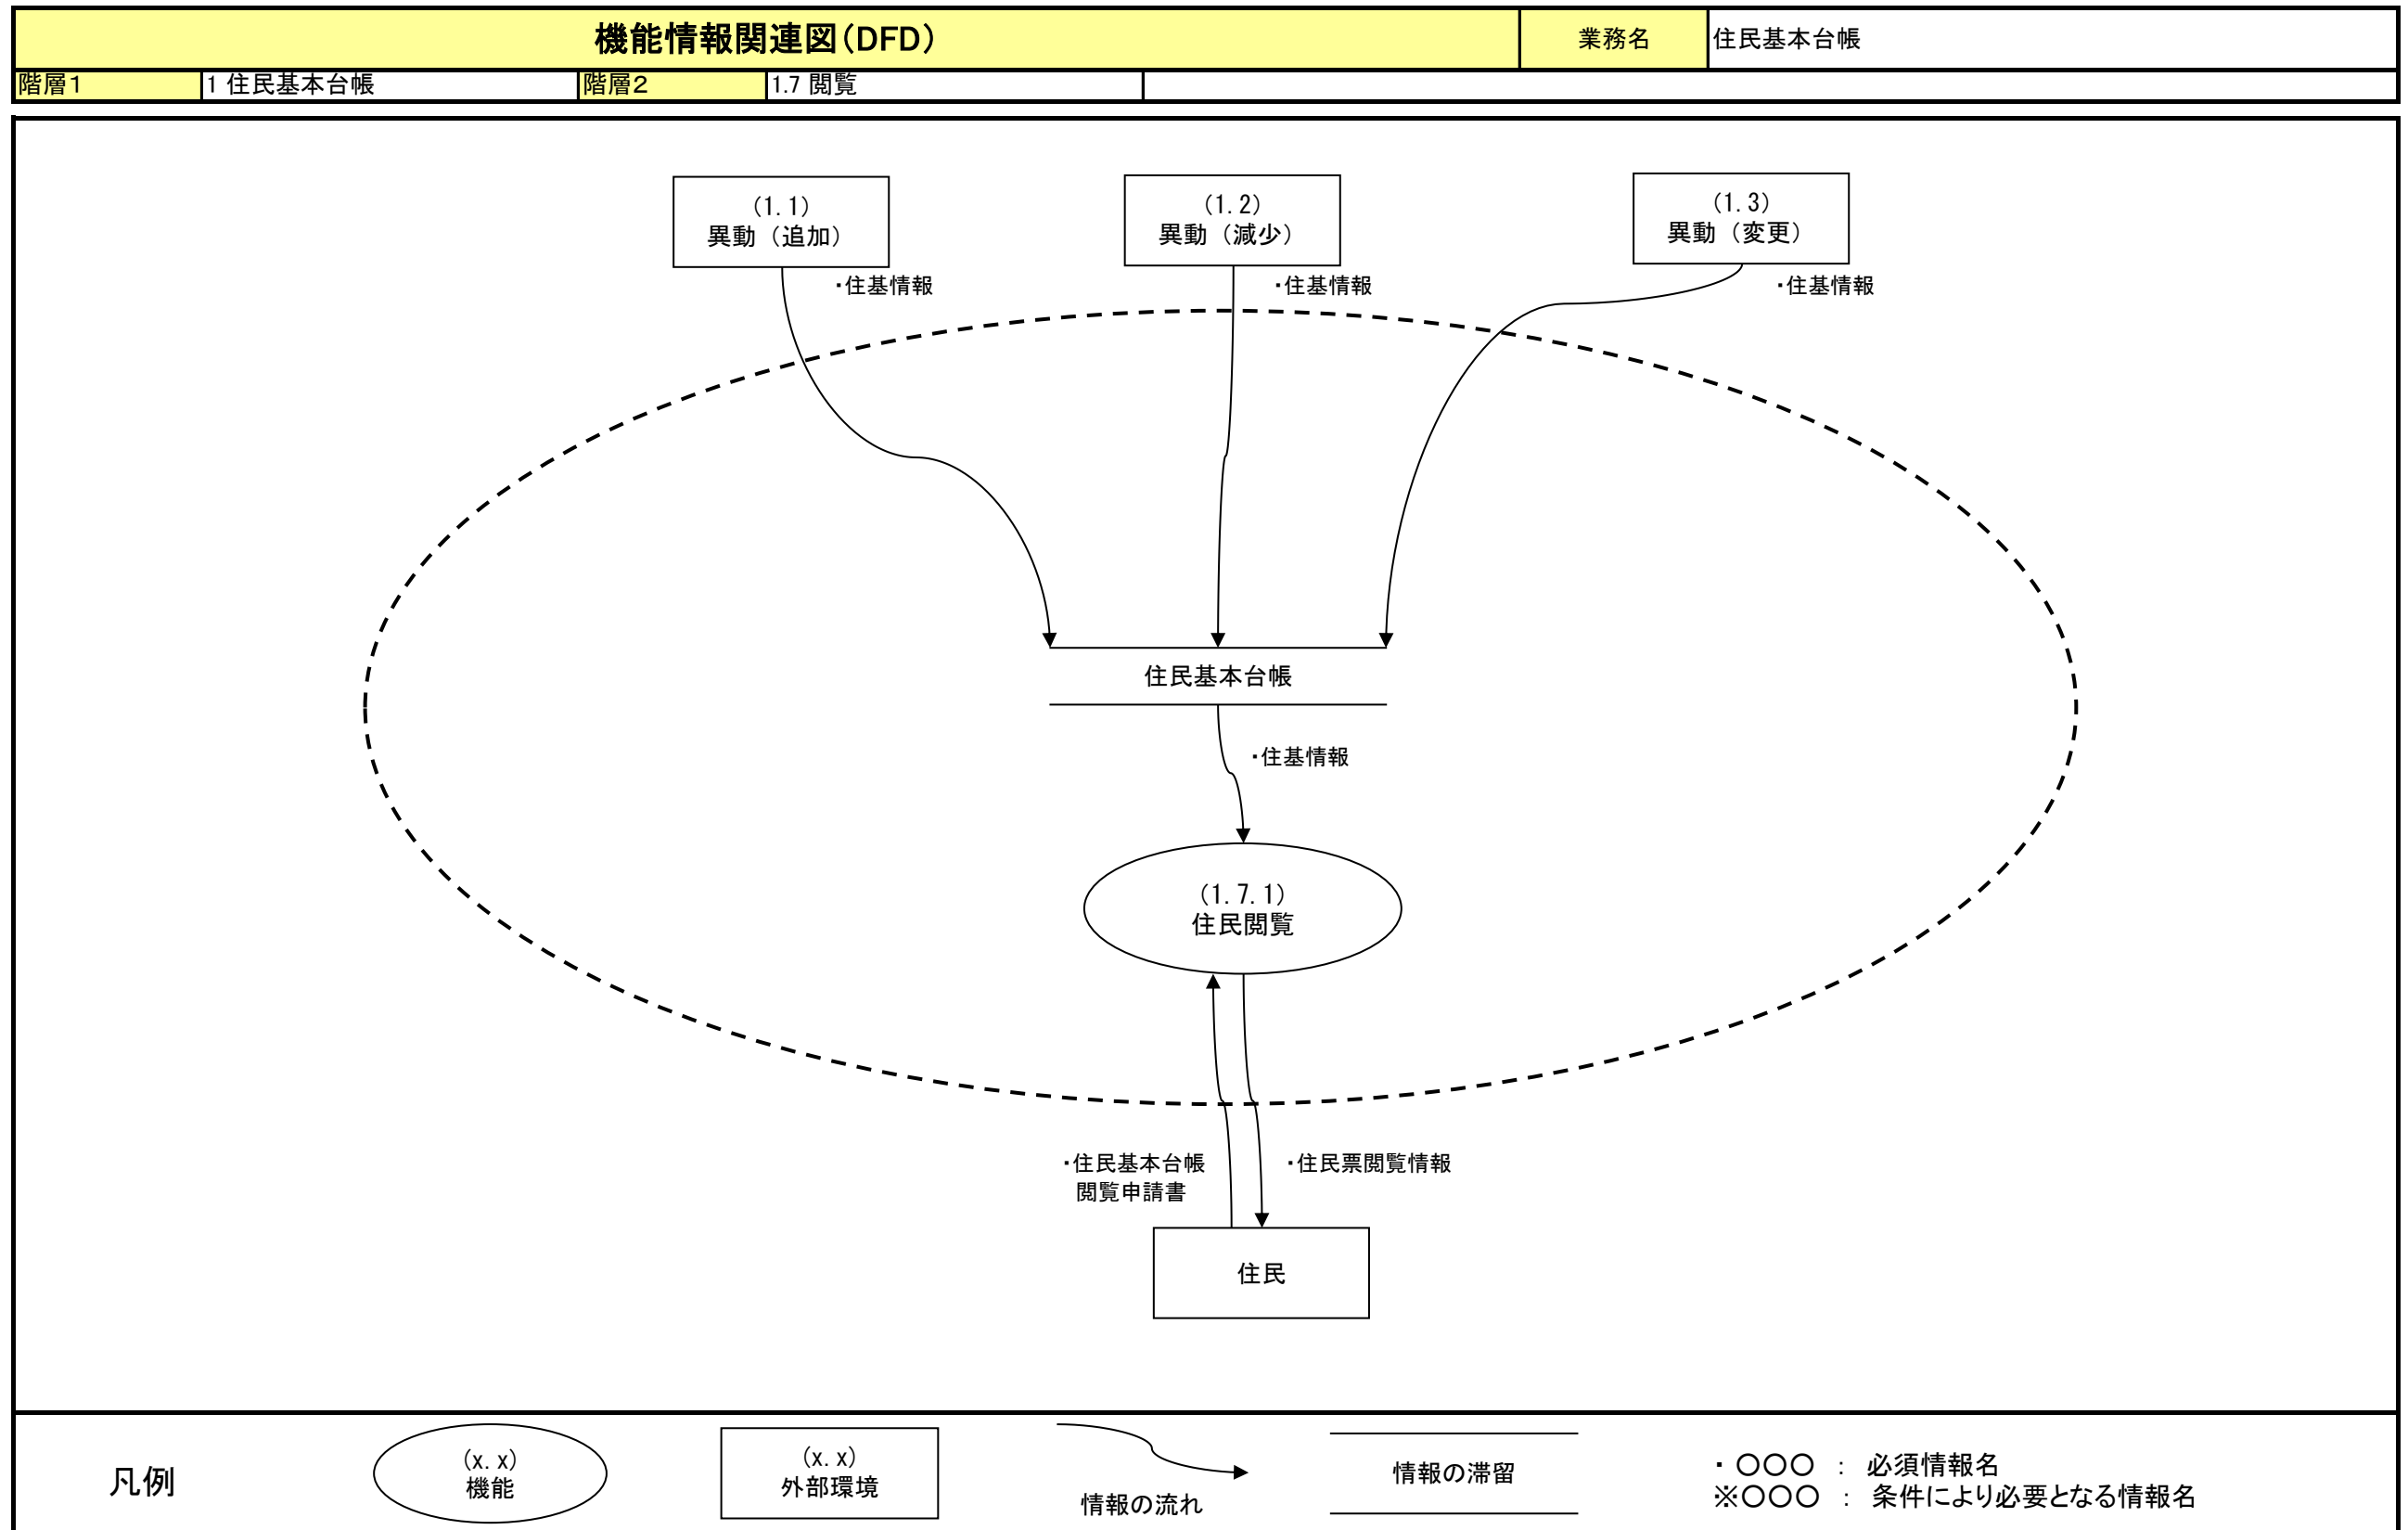 機能情報関連図(DFD)
業務名
住民基本台帳
階層1
1 住民基本台帳
階層2
1.7 閲覧
(1.1)
異動（追加）
(1.2)
異動（減少）
(1.3)
異動（変更）
・住基情報
・住基情報
・住基情報
住民基本台帳
・住基情報
(1.7.1)
住民閲覧
・住民基本台帳
閲覧申請書
・住民票閲覧情報
住民
凡例
(x.x)
機能
(x.x)
外部環境
情報の流れ
情報の滞留
・ 〇〇〇 ： 必須情報名
※〇〇〇 ： 条件により必要となる情報名